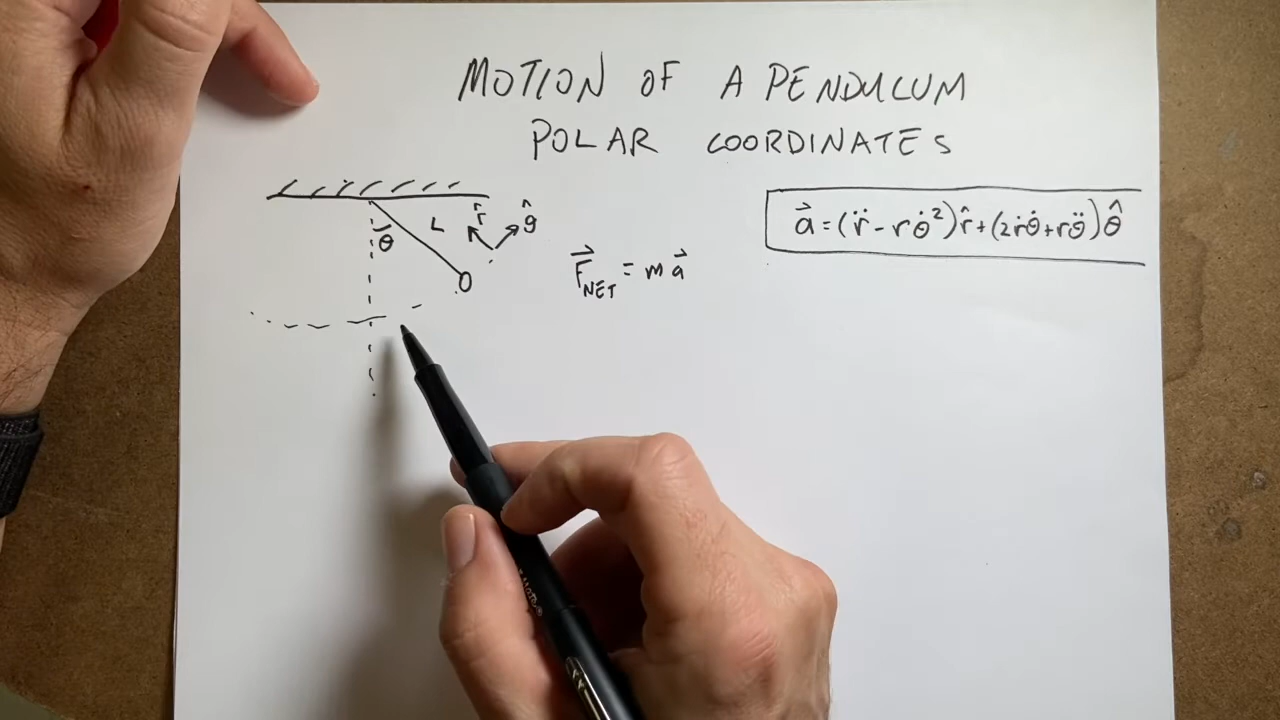 MOTION OF A PENDULUM
POLAR COORDINATES
θ L r̂ θ̂
F⃗NET = m a⃗
a⃗ = (r̈ - rθ̇²)r̂ + (2ṙθ̇ + rθ̈)θ̂